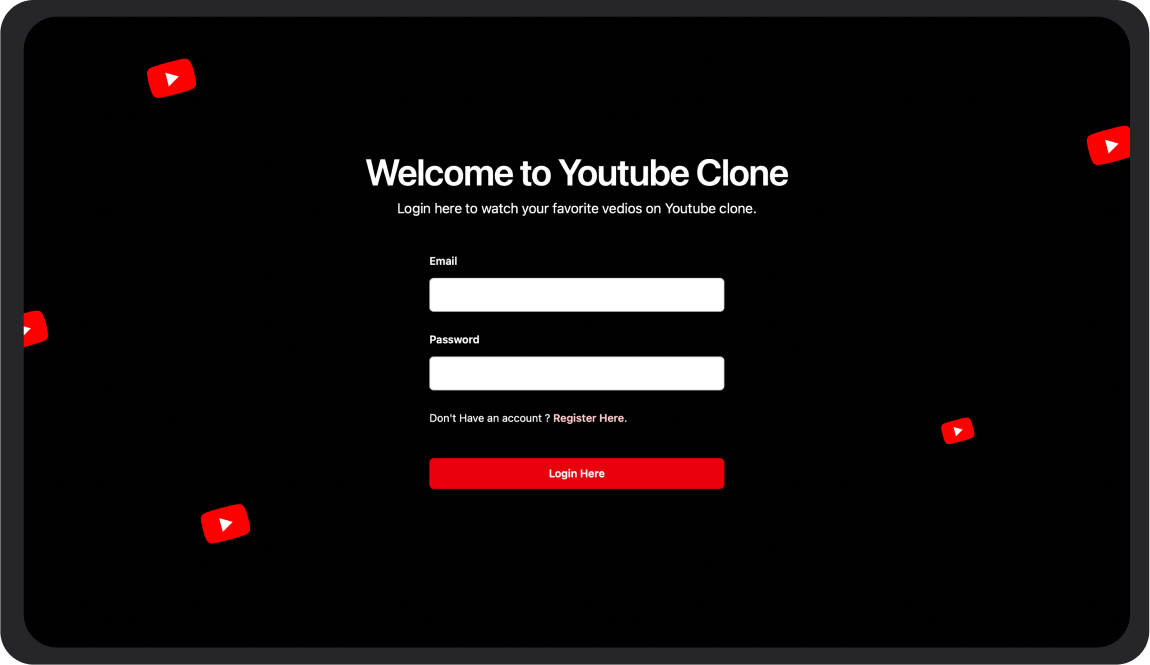 Welcome to Youtube Clone
Login here to watch your favorite vedios on Youtube clone.
Email
Password
Don't Have an account ? Register Here.
Login Here